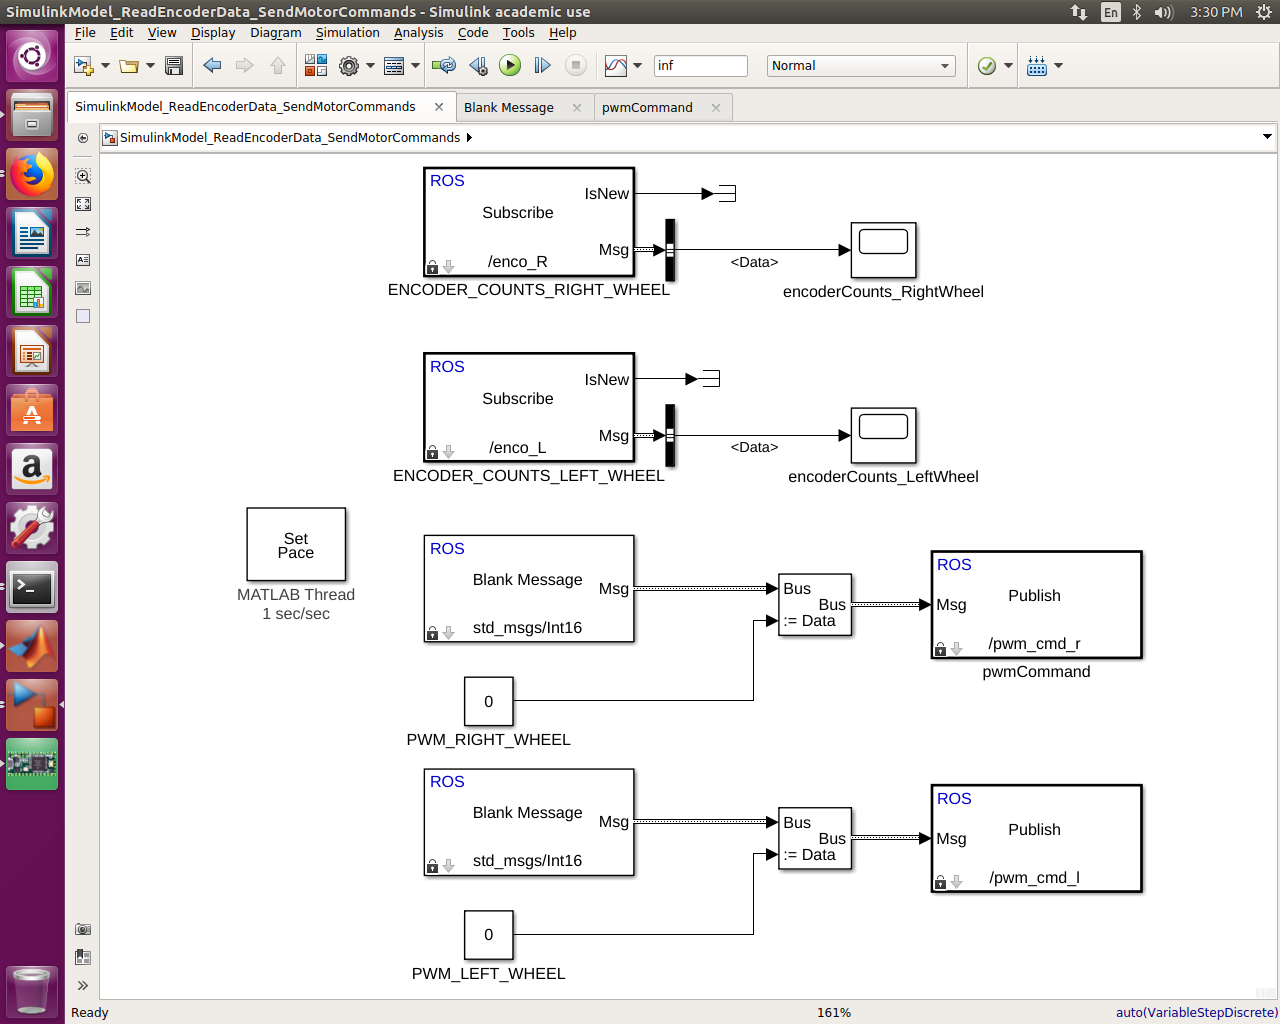 SimulinkModel_ReadEncoderData_SendMotorCommands - Simulink academic use
En
3:30 PM
File Edit View Display Diagram Simulation Analysis Code Tools Help
inf
Normal
SimulinkModel_ReadEncoderData_SendMotorCommands
Blank Message
pwmCommand
SimulinkModel_ReadEncoderData_SendMotorCommands
ROS
IsNew
Subscribe
Msg
/enco_R
<Data>
ENCODER_COUNTS_RIGHT_WHEEL
encoderCounts_RightWheel
ROS
IsNew
Subscribe
Msg
/enco_L
<Data>
ENCODER_COUNTS_LEFT_WHEEL
encoderCounts_LeftWheel
Set
Pace
MATLAB Thread
1 sec/sec
ROS
Blank Message
Msg
std_msgs/Int16
Bus
Bus
:= Data
ROS
Publish
Msg
/pwm_cmd_r
pwmCommand
0
PWM_RIGHT_WHEEL
ROS
Blank Message
Msg
std_msgs/Int16
Bus
Bus
:= Data
ROS
Publish
Msg
/pwm_cmd_l
0
PWM_LEFT_WHEEL
Ready
161%
auto(VariableStepDiscrete)